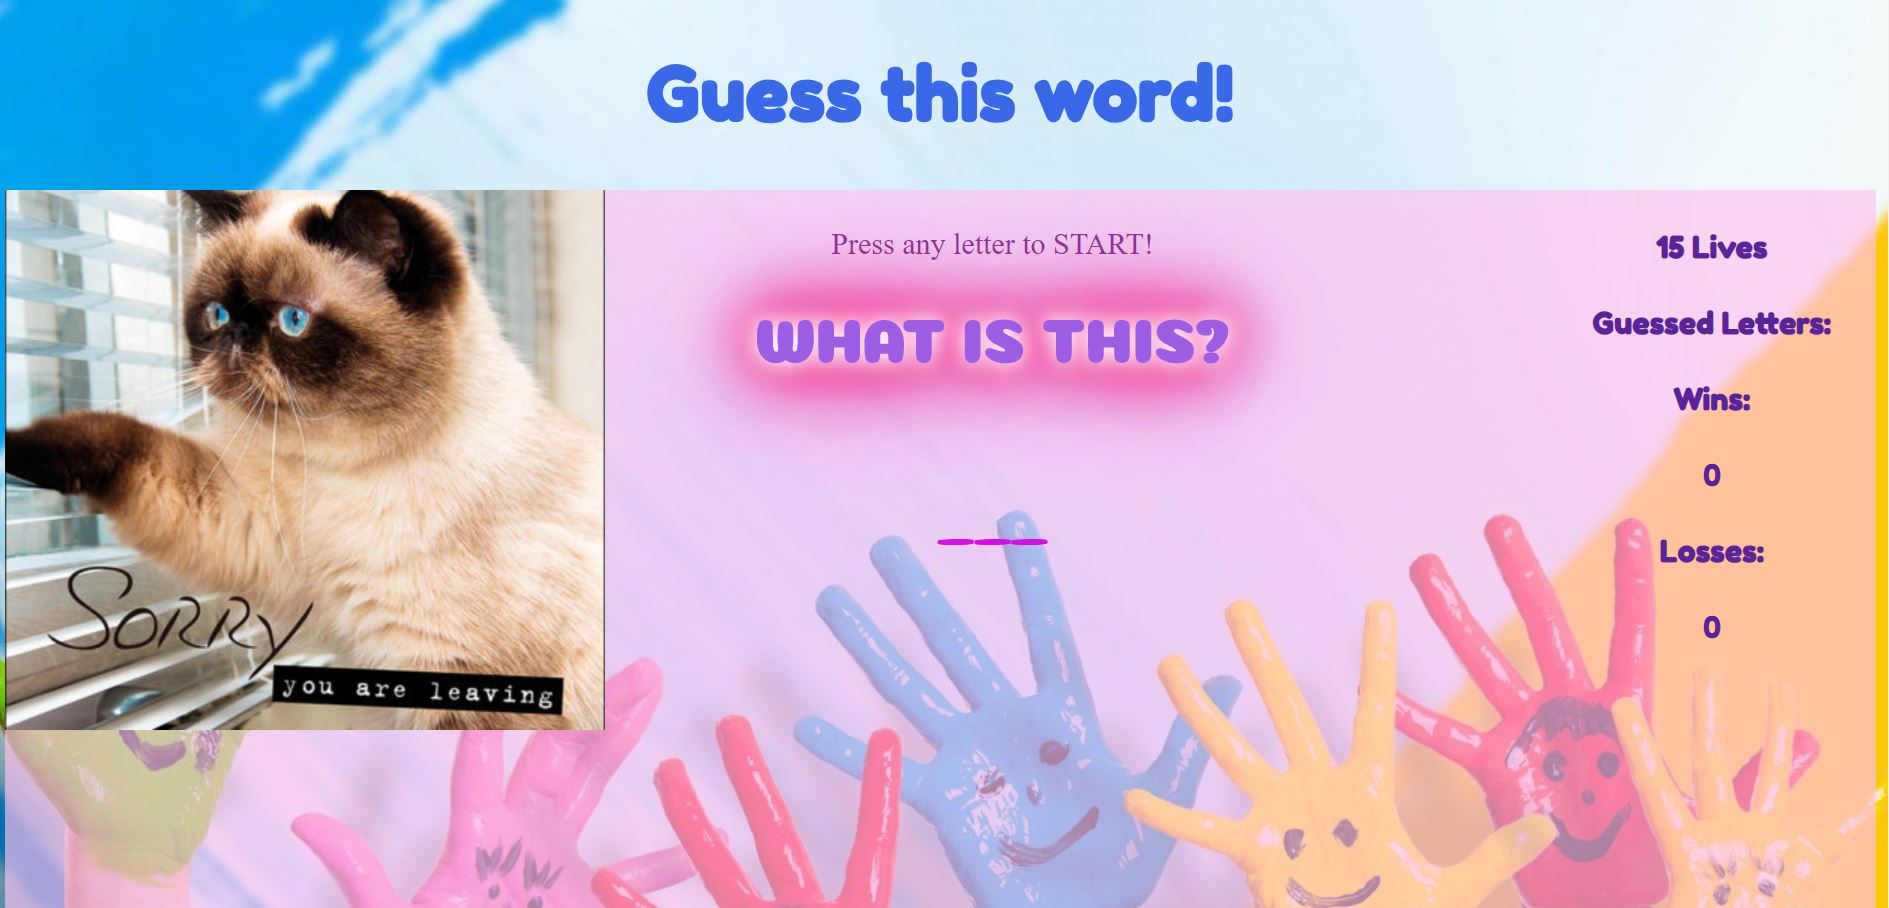 Guess this word!
Sorry
you are leaving
Press any letter to START!
WHAT IS THIS?
___
15 Lives
Guessed Letters:
Wins:
0
Losses:
0